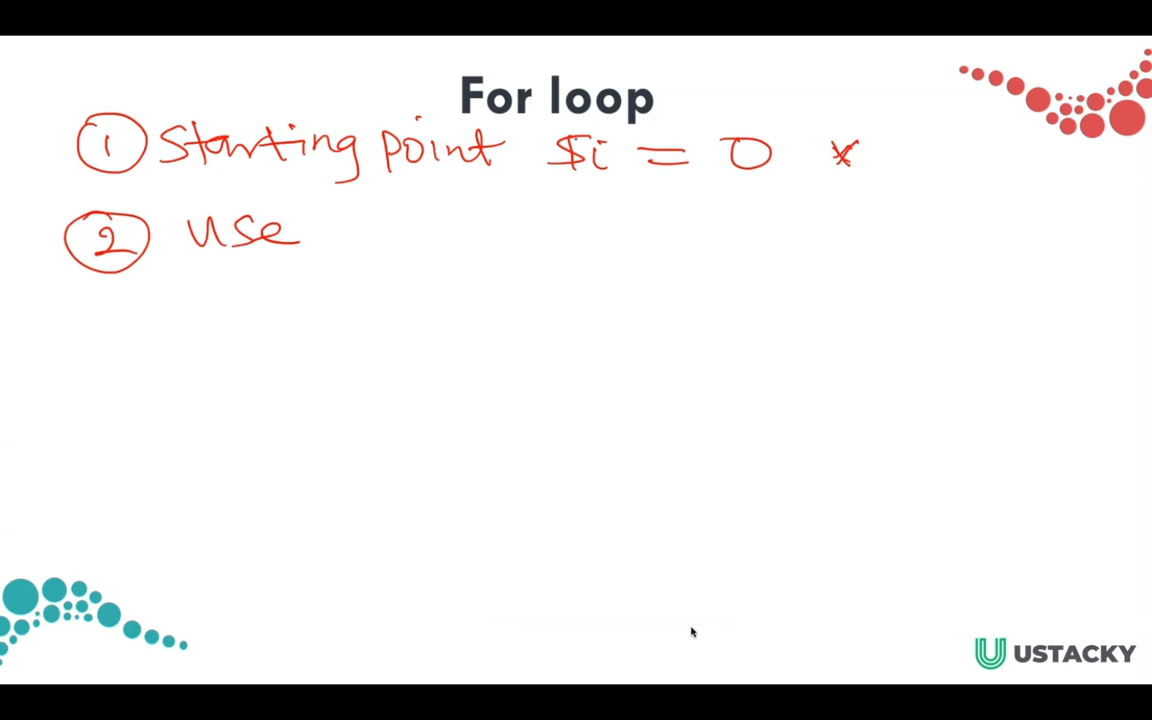 For loop
1 Starting point $i = 0 *
2 use
USTACKY